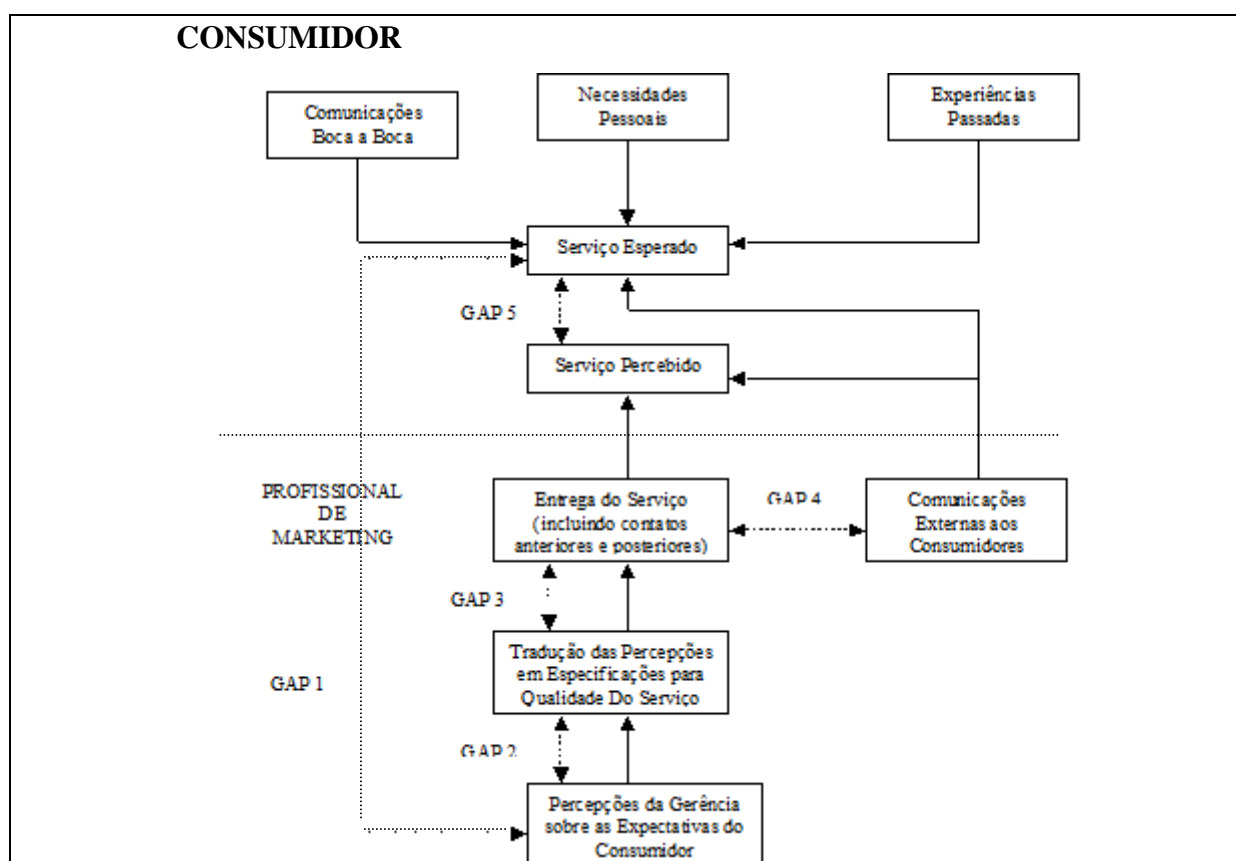 CONSUMIDOR
Comunicações
Boca a Boca
Necessidades
Pessoais
Experiências
Passadas
Serviço Esperado
GAP 5
Serviço Percebido
PROFISSIONAL
DE
MARKETING
Entrega do Serviço
(incluindo contatos
anteriores e posteriores)
GAP 4
Comunicações
Externas aos
Consumidores
GAP 3
Tradução das Percepções
em Especificações para
Qualidade Do Serviço
GAP 1
GAP 2
Percepções da Gerência
sobre as Expectativas do
Consumidor